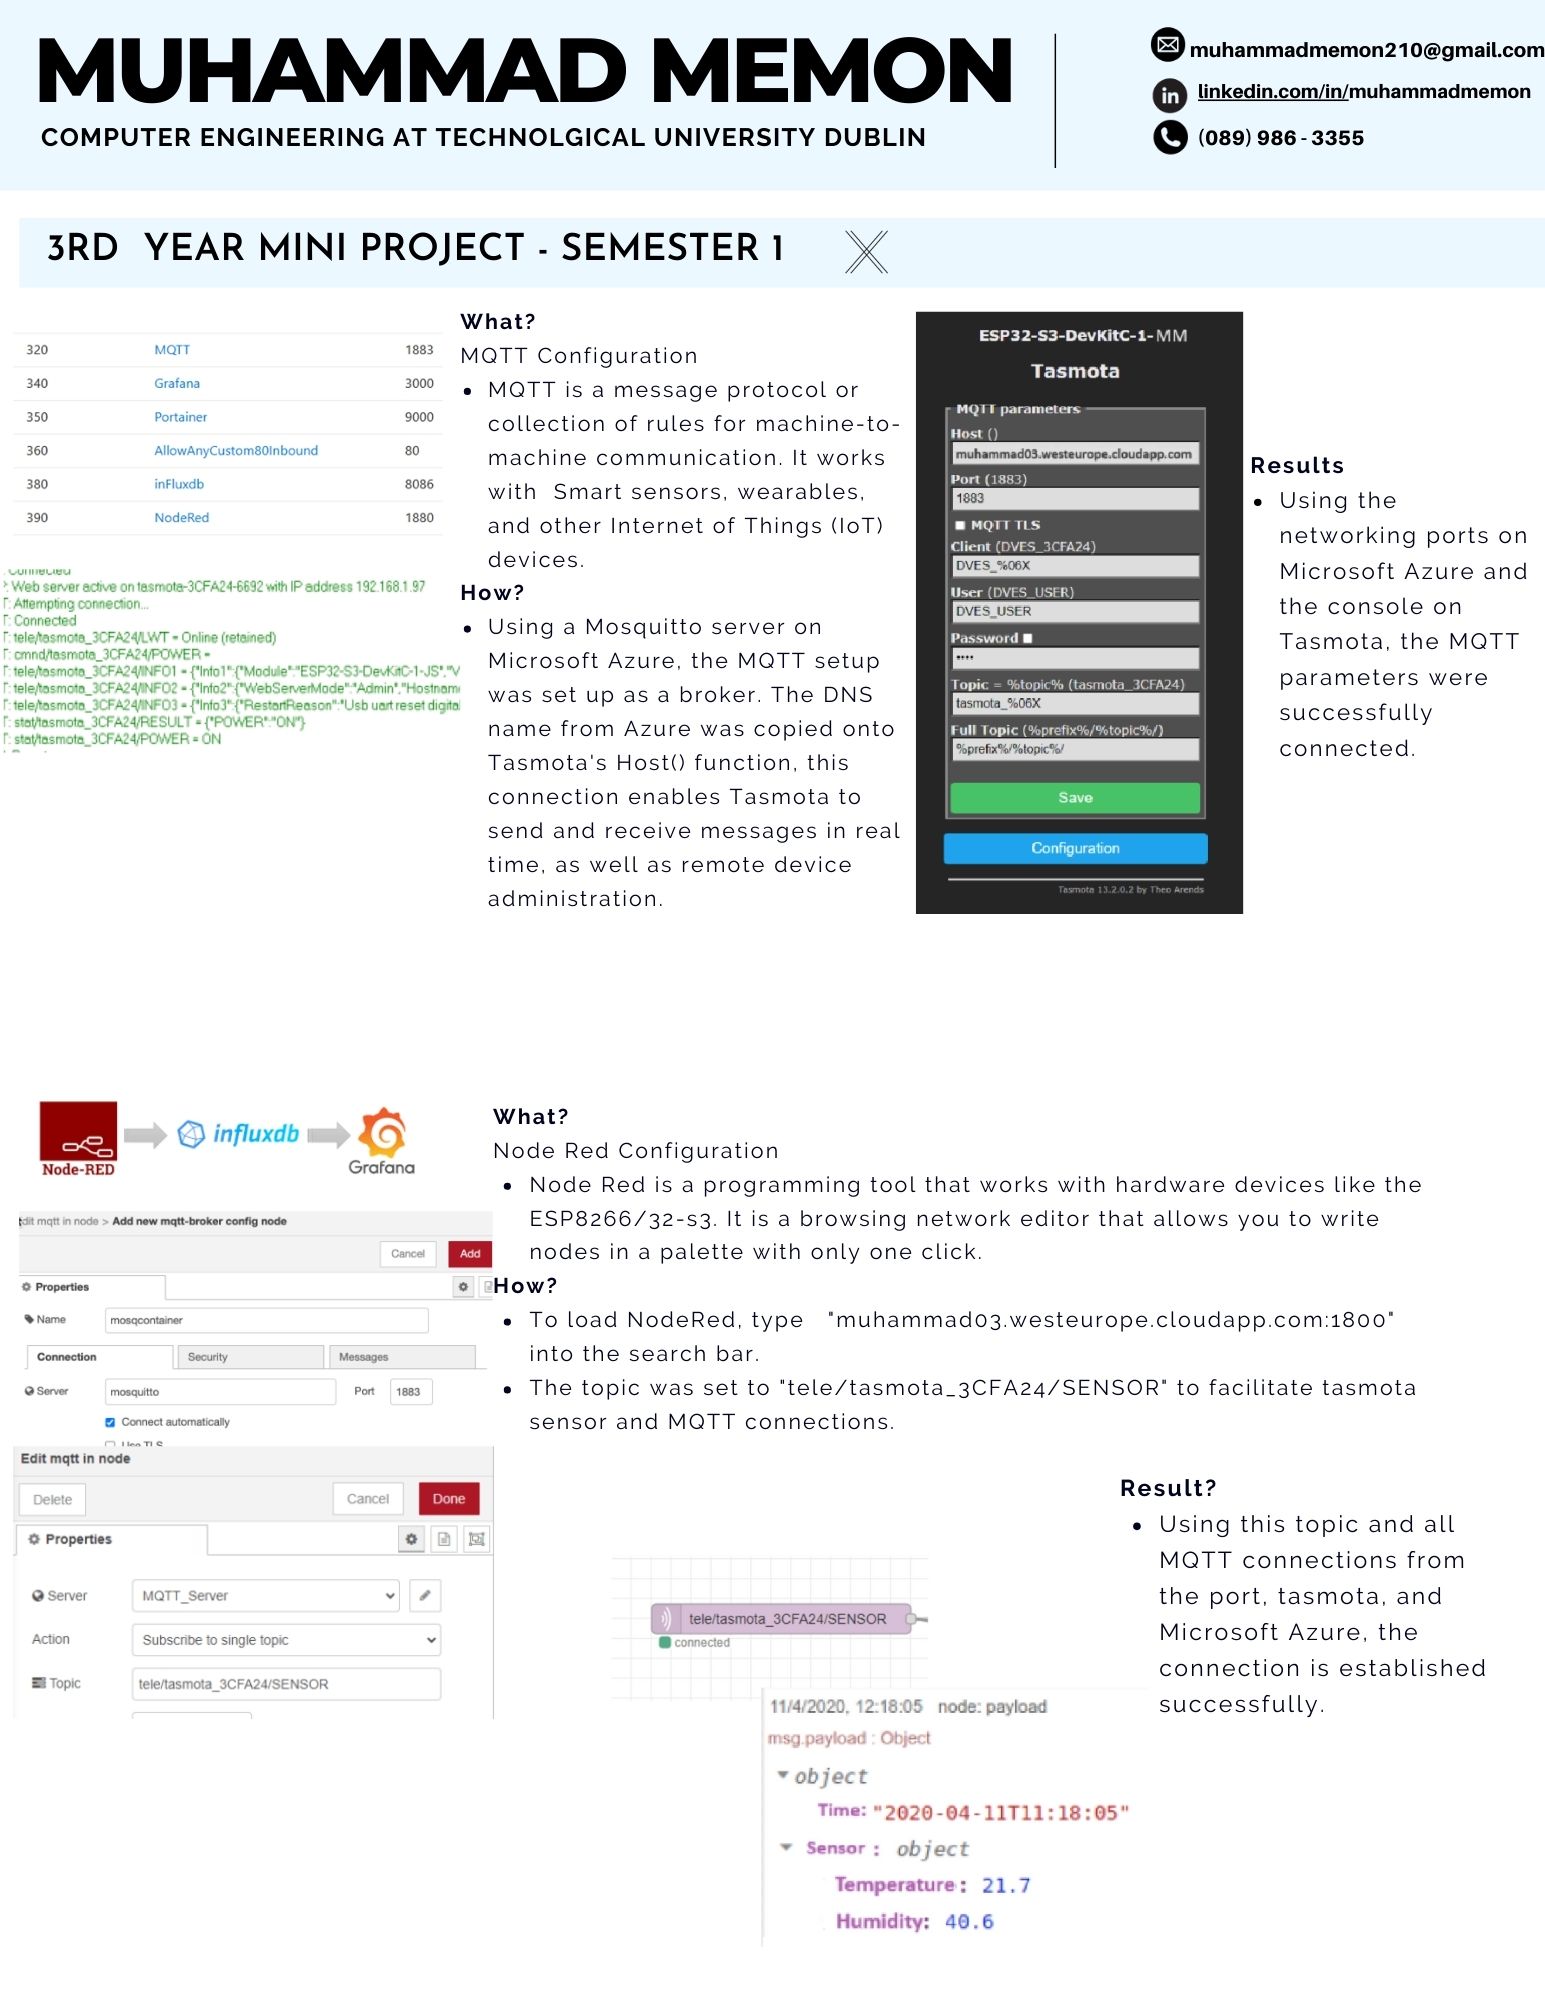 MUHAMMAD MEMON
COMPUTER ENGINEERING AT TECHNOLGICAL UNIVERSITY DUBLIN
muhammadmemon210@gmail.com
linkedin.com/in/muhammadmemon
(089) 986 - 3355
3RD YEAR MINI PROJECT - SEMESTER 1
320 MQTT 1883
340 Grafana 3000
350 Portainer 9000
360 AllowAnyCustom80Inbound 80
380 inFluxdb 8086
390 NodeRed 1880
: Connected
: Web server active on tasmota-3CFA24-6692 with IP address 192.168.1.97
T: Attempting connection...
T: Connected
T: tele/tasmota_3CFA24/LWT = Online (retained)
T: cmnd/tasmota_3CFA24/POWER =
T: tele/tasmota_3CFA24/INFO1 = {"Info1":{"Module":"ESP32-S3-DevKitC-1-JS","V
T: tele/tasmota_3CFA24/INFO2 = {"Info2":{"WebServerMode":"Admin","Hostname
T: tele/tasmota_3CFA24/INFO3 = {"Info3":{"RestartReason":"Usb uart reset digital
T: stat/tasmota_3CFA24/RESULT = {"POWER":"ON"}
T: stat/tasmota_3CFA24/POWER = ON
What?
MQTT Configuration
• MQTT is a message protocol or
collection of rules for machine-to-
machine communication. It works
with Smart sensors, wearables,
and other Internet of Things (IoT)
devices.
How?
• Using a Mosquitto server on
Microsoft Azure, the MQTT setup
was set up as a broker. The DNS
name from Azure was copied onto
Tasmota's Host() function, this
connection enables Tasmota to
send and receive messages in real
time, as well as remote device
administration.
ESP32-S3-DevKitC-1-MM
Tasmota
MQTT parameters
Host ()
muhammad03.westeurope.cloudapp.com
Port (1883)
1883
MQTT TLS
Client (DVES_3CFA24)
DVES_%06X
User (DVES_USER)
DVES_USER
Password
••••
Topic = %topic% (tasmota_3CFA24)
tasmota_%06X
Full Topic (%prefix%/%topic%/)
%prefix%/%topic%/
Save
Configuration
Tasmota 13.2.0.2 by Theo Arends
Results
• Using the
networking ports on
Microsoft Azure and
the console on
Tasmota, the MQTT
parameters were
successfully
connected.
Node-RED
influxdb
Grafana
dit mqtt in node > Add new mqtt-broker config node
Cancel Add
Properties
Name mosqcontainer
Connection Security Messages
Server mosquitto Port 1883
Connect automatically
Use TLS
Edit mqtt in node
Delete Cancel Done
Properties
Server MQTT_Server
Action Subscribe to single topic
Topic tele/tasmota_3CFA24/SENSOR
What?
Node Red Configuration
• Node Red is a programming tool that works with hardware devices like the
ESP8266/32-s3. It is a browsing network editor that allows you to write
nodes in a palette with only one click.
How?
• To load NodeRed, type "muhammad03.westeurope.cloudapp.com:1800"
into the search bar.
• The topic was set to "tele/tasmota_3CFA24/SENSOR" to facilitate tasmota
sensor and MQTT connections.
tele/tasmota_3CFA24/SENSOR
connected
11/4/2020, 12:18:05 node: payload
msg.payload : Object
object
Time: "2020-04-11T11:18:05"
Sensor : object
Temperature : 21.7
Humidity: 40.6
Result?
• Using this topic and all
MQTT connections from
the port, tasmota, and
Microsoft Azure, the
connection is established
successfully.